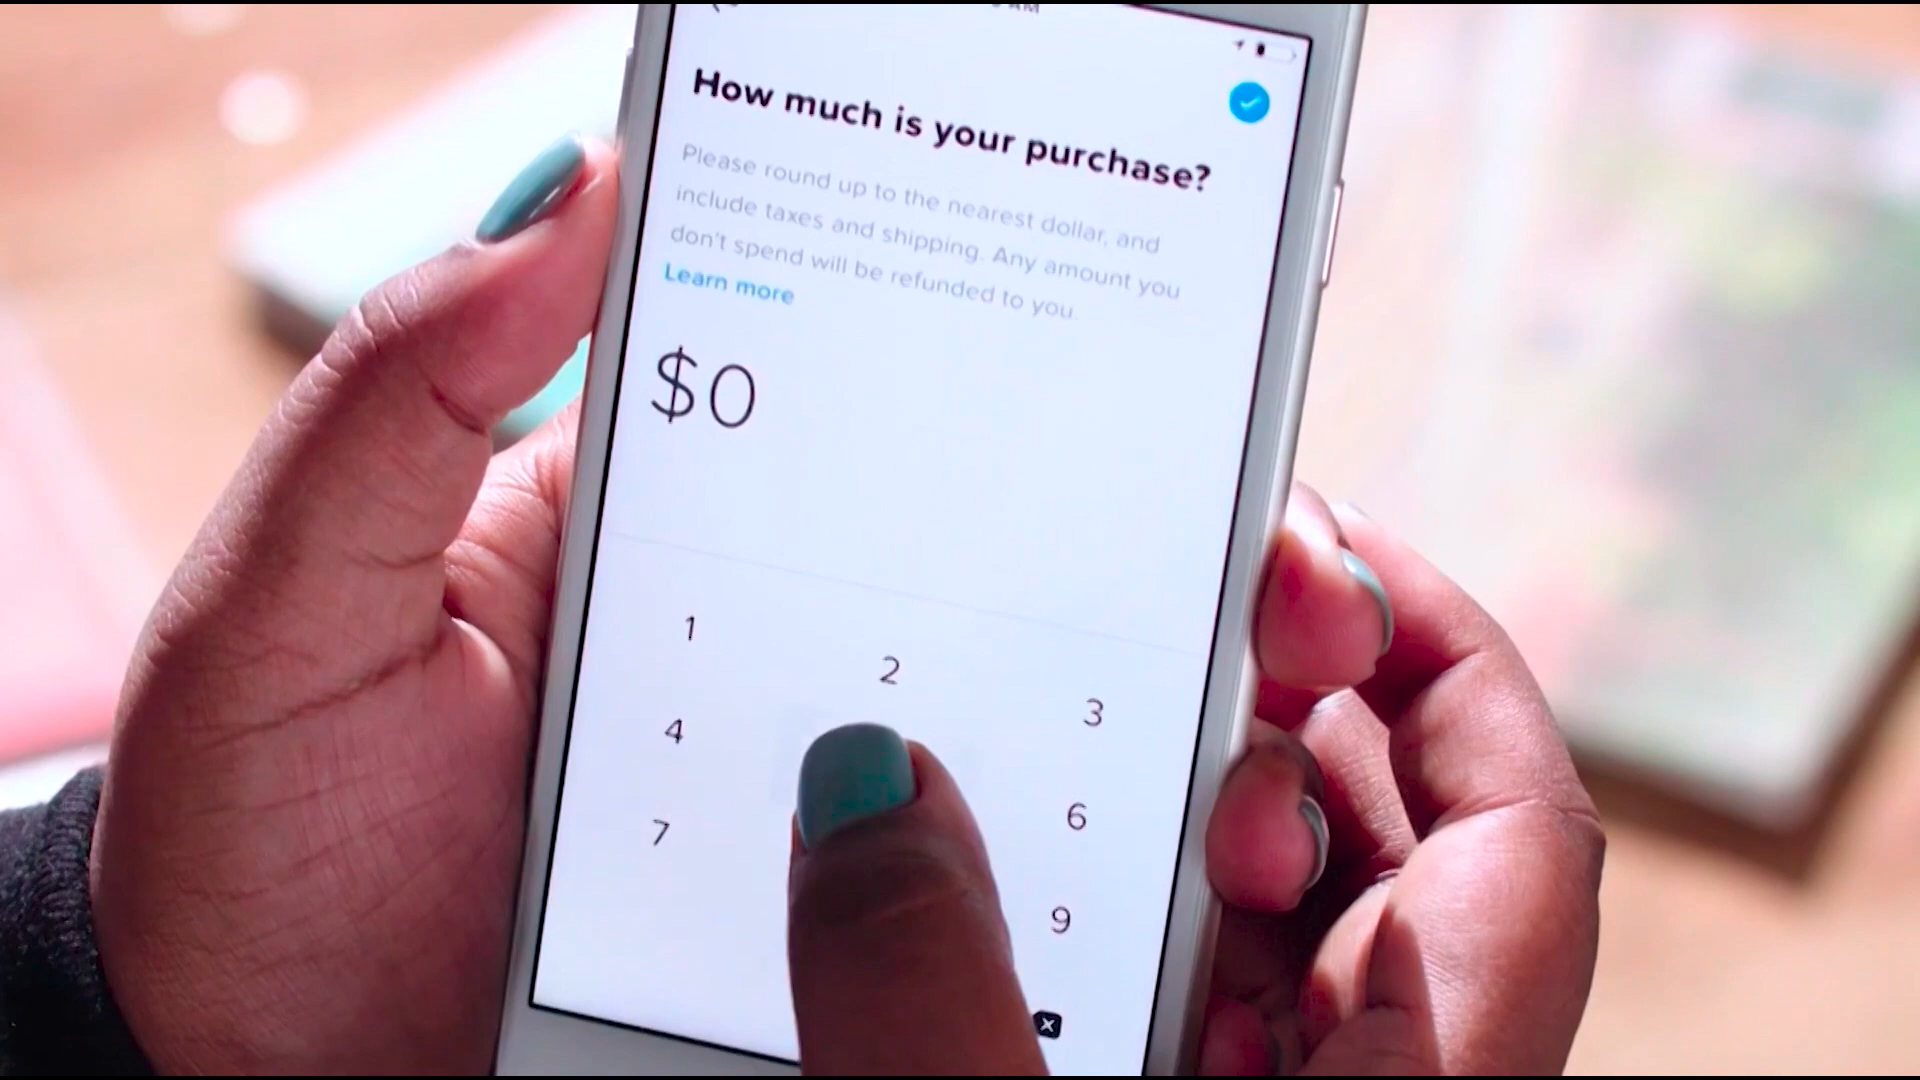 AM
How much is your purchase?
Please round up to the nearest dollar, and
include taxes and shipping. Any amount you
don't spend will be refunded to you.
Learn more
$0
1 2 3
4 6
7 9